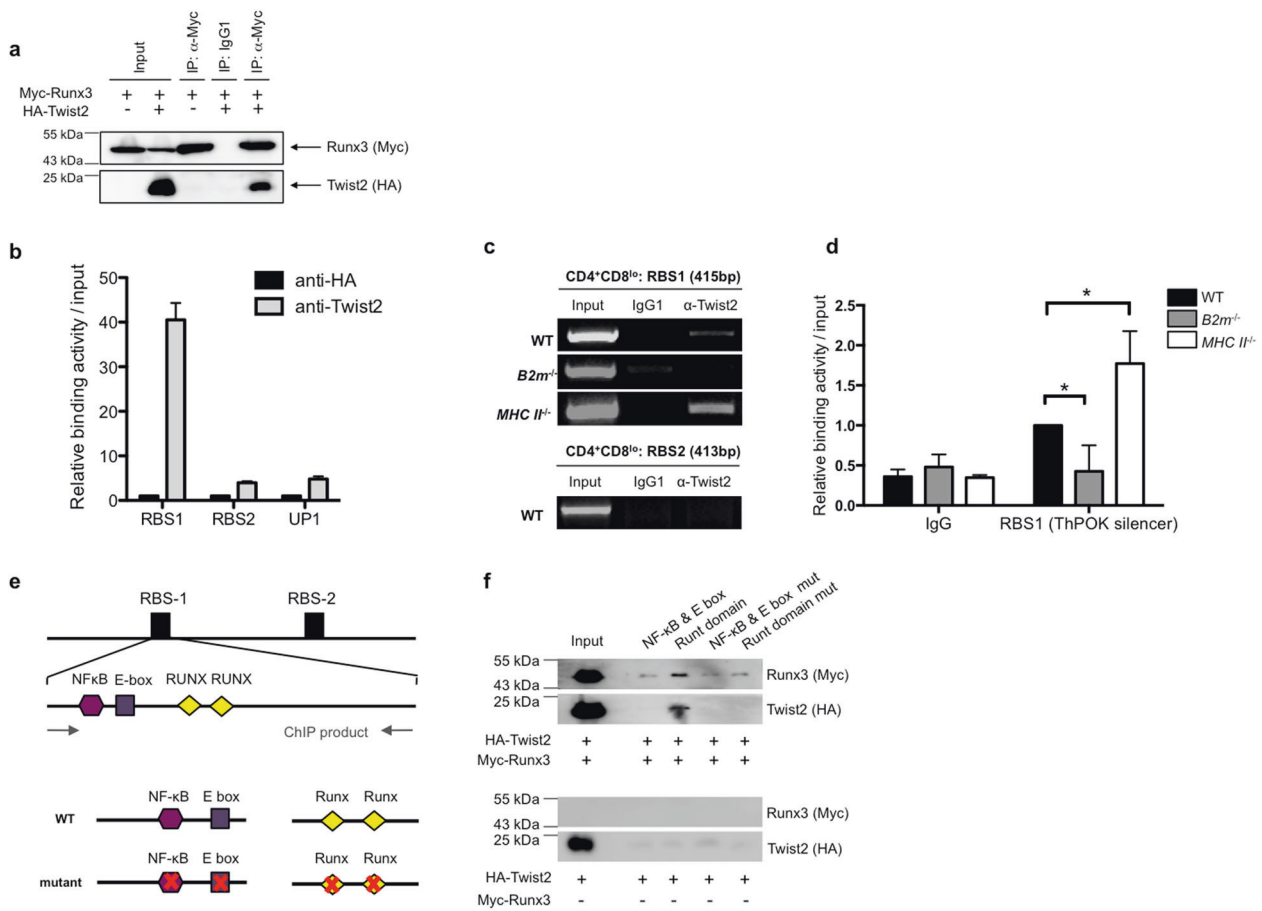 a
Input
IP: α-Myc
IP: IgG1
IP: α-Myc
Myc-Runx3 + + + + +
HA-Twist2 - + - + +
55 kDa
43 kDa
Runx3 (Myc)
25 kDa
Twist2 (HA)
b
Relative binding activity / input
50
40
30
20
10
0
RBS1 RBS2 UP1
anti-HA
anti-Twist2
c
CD4⁺CD8ˡᵒ: RBS1 (415bp)
Input IgG1 α-Twist2
WT
B2m⁻/⁻
MHC II⁻/⁻
CD4⁺CD8ˡᵒ: RBS2 (413bp)
Input IgG1 α-Twist2
WT
d
Relative binding activity / input
2.5
2.0
1.5
1.0
0.5
0.0
*
*
IgG RBS1 (ThPOK silencer)
WT
B2m⁻/⁻
MHC II⁻/⁻
e
RBS-1 RBS-2
NFκB E-box RUNX RUNX
ChIP product
NF-κB E box Runx Runx
WT
NF-κB E box Runx Runx
mutant
f
Input
NF-κB & E box
Runt domain
NF-κB & E box mut
Runt domain mut
55 kDa
43 kDa
Runx3 (Myc)
25 kDa
Twist2 (HA)
HA-Twist2 + + + + +
Myc-Runx3 + + + + +
55 kDa
43 kDa
Runx3 (Myc)
25 kDa
Twist2 (HA)
HA-Twist2 + + + + +
Myc-Runx3 - - - - -